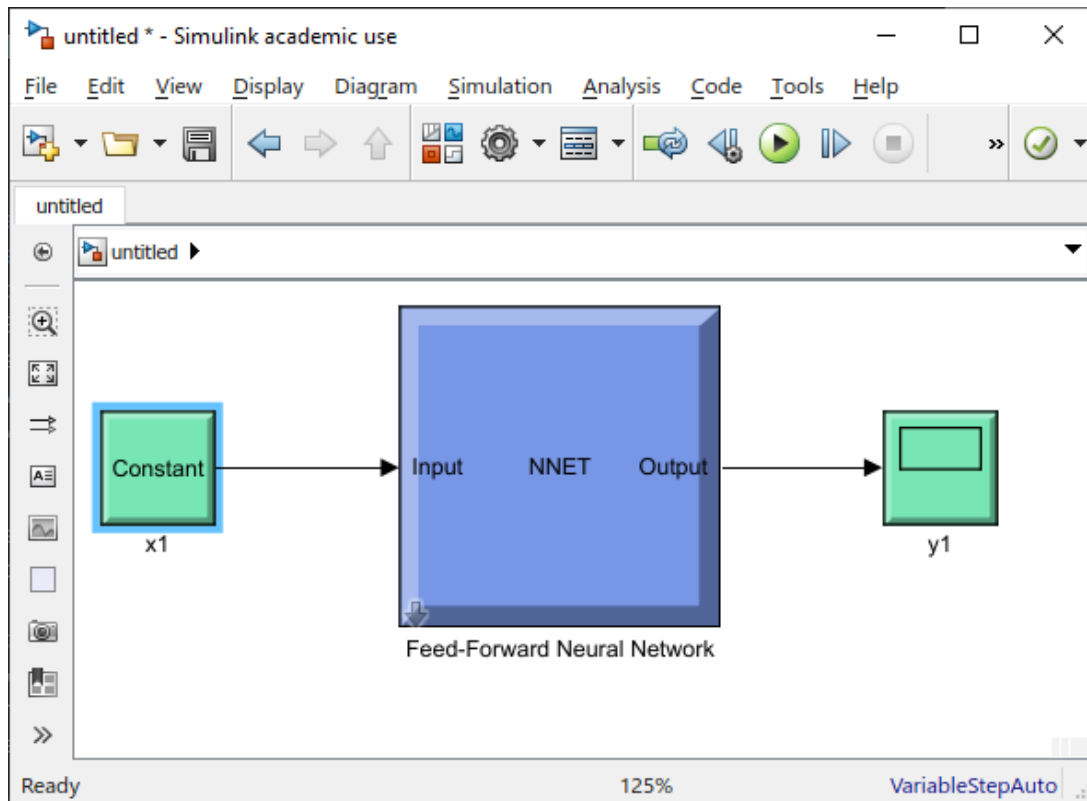 untitled * - Simulink academic use
File Edit View Display Diagram Simulation Analysis Code Tools Help
untitled
untitled
Constant
Input NNET Output
x1
y1
Feed-Forward Neural Network
Ready 125% VariableStepAuto